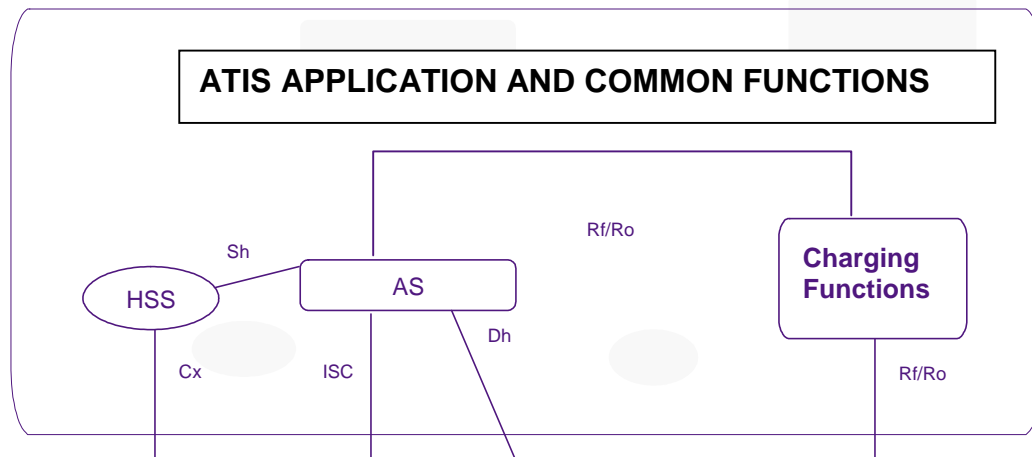 ATIS APPLICATION AND COMMON FUNCTIONS
Rf/Ro
Sh
Charging
Functions
HSS
AS
Dh
Cx
ISC
Rf/Ro